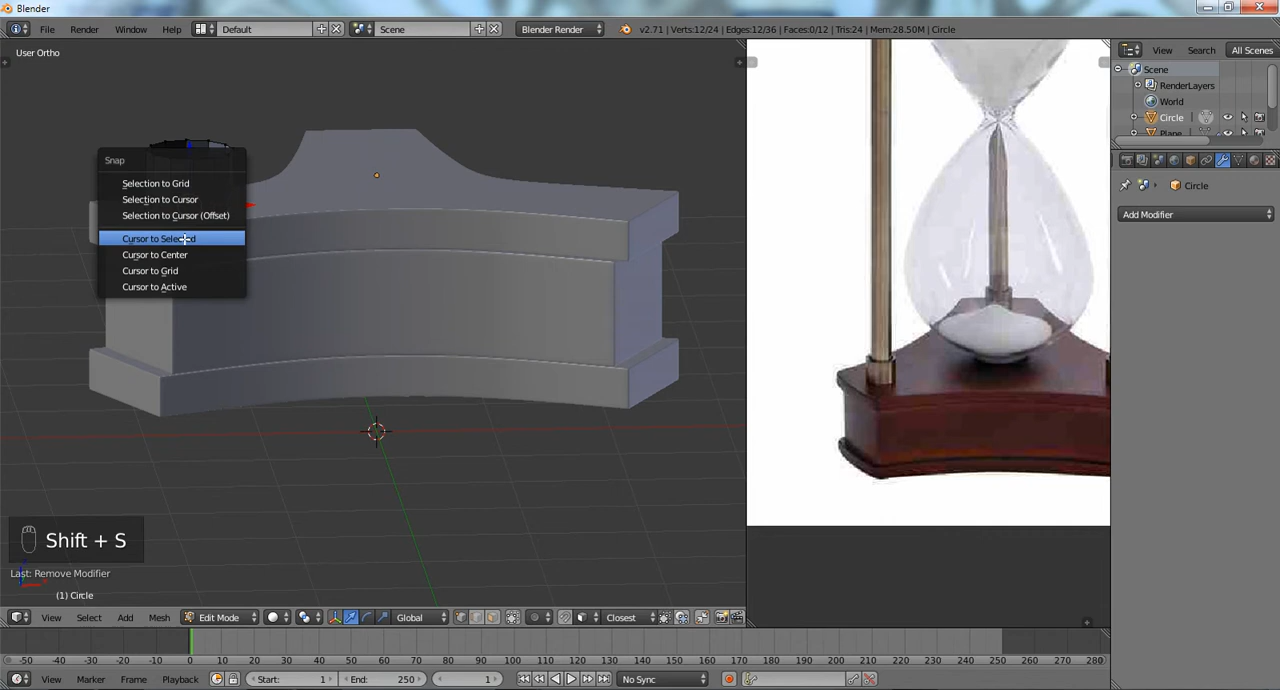 Blender
File Render Window Help Default Scene Blender Render v2.71 | Verts:12/24 | Edges:12/36 | Faces:0/12 | Tris:24 | Mem:28.50M | Circle
User Ortho
View Search All Scenes
Scene
RenderLayers
World
Circle
Plane
Circle
Add Modifier
Snap
Selection to Grid
Selection to Cursor
Selection to Cursor (Offset)
Cursor to Selected
Cursor to Center
Cursor to Grid
Cursor to Active
Shift + S
Last: Remove Modifier
(1) Circle
View Select Add Mesh Edit Mode Global Closest
-50 -40 -30 -20 -10 0 10 20 30 40 50 60 70 80 90 100 110 120 130 140 150 160 170 180 190 200 210 220 230 240 250 260 270 280
View Marker Frame Playback Start: 1 End: 250 1 No Sync